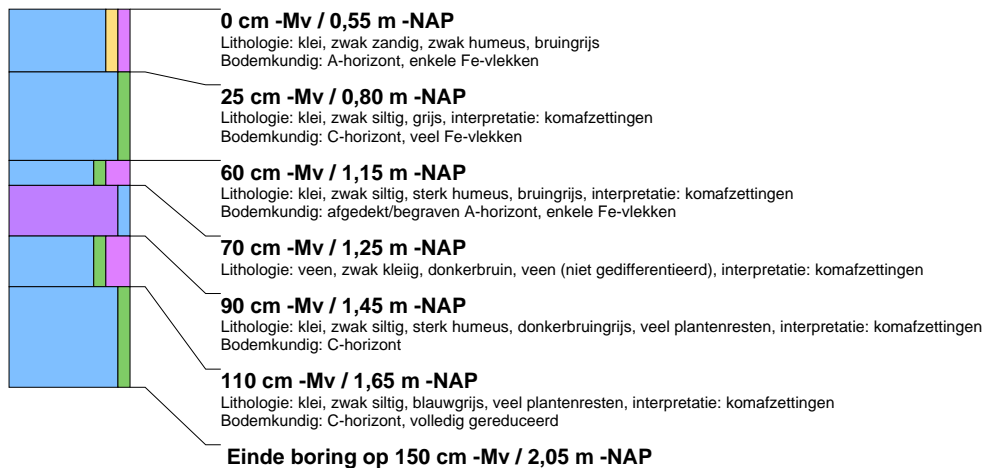 0 cm -Mv / 0,55 m -NAP
Lithologie: klei, zwak zandig, zwak humeus, bruingrijs
Bodemkundig: A-horizont, enkele Fe-vlekken
25 cm -Mv / 0,80 m -NAP
Lithologie: klei, zwak siltig, grijs, interpretatie: komafzettingen
Bodemkundig: C-horizont, veel Fe-vlekken
60 cm -Mv / 1,15 m -NAP
Lithologie: klei, zwak siltig, sterk humeus, bruingrijs, interpretatie: komafzettingen
Bodemkundig: afgedekt/begraven A-horizont, enkele Fe-vlekken
70 cm -Mv / 1,25 m -NAP
Lithologie: veen, zwak kleiig, donkerbruin, veen (niet gedifferentieerd), interpretatie: komafzettingen
90 cm -Mv / 1,45 m -NAP
Lithologie: klei, zwak siltig, sterk humeus, donkerbruingrijs, veel plantenresten, interpretatie: komafzettingen
Bodemkundig: C-horizont
110 cm -Mv / 1,65 m -NAP
Lithologie: klei, zwak siltig, blauwgrijs, veel plantenresten, interpretatie: komafzettingen
Bodemkundig: C-horizont, volledig gereduceerd
Einde boring op 150 cm -Mv / 2,05 m -NAP